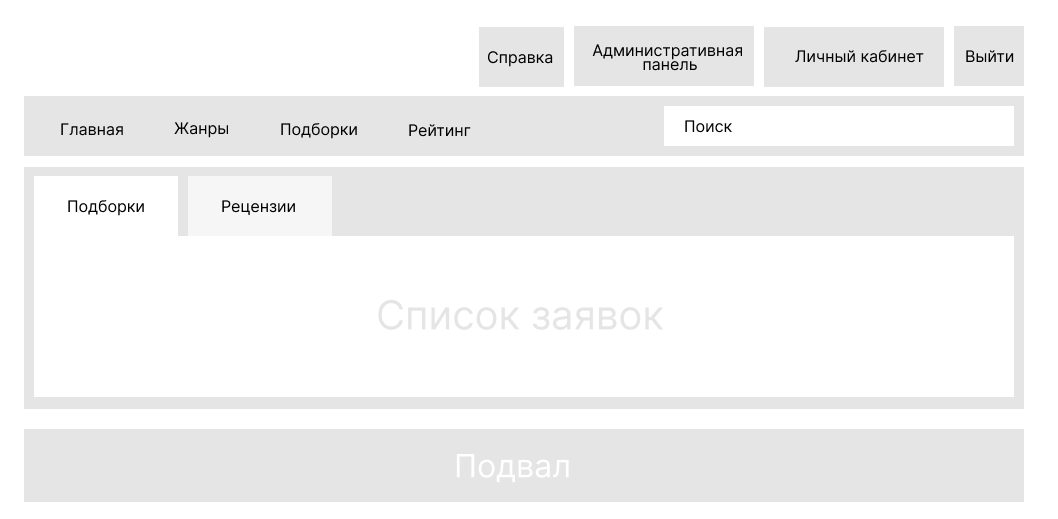 Справка
Административная
панель
Личный кабинет
Выйти
Главная
Жанры
Подборки
Рейтинг
Поиск
Подборки
Рецензии
Список заявок
Подвал